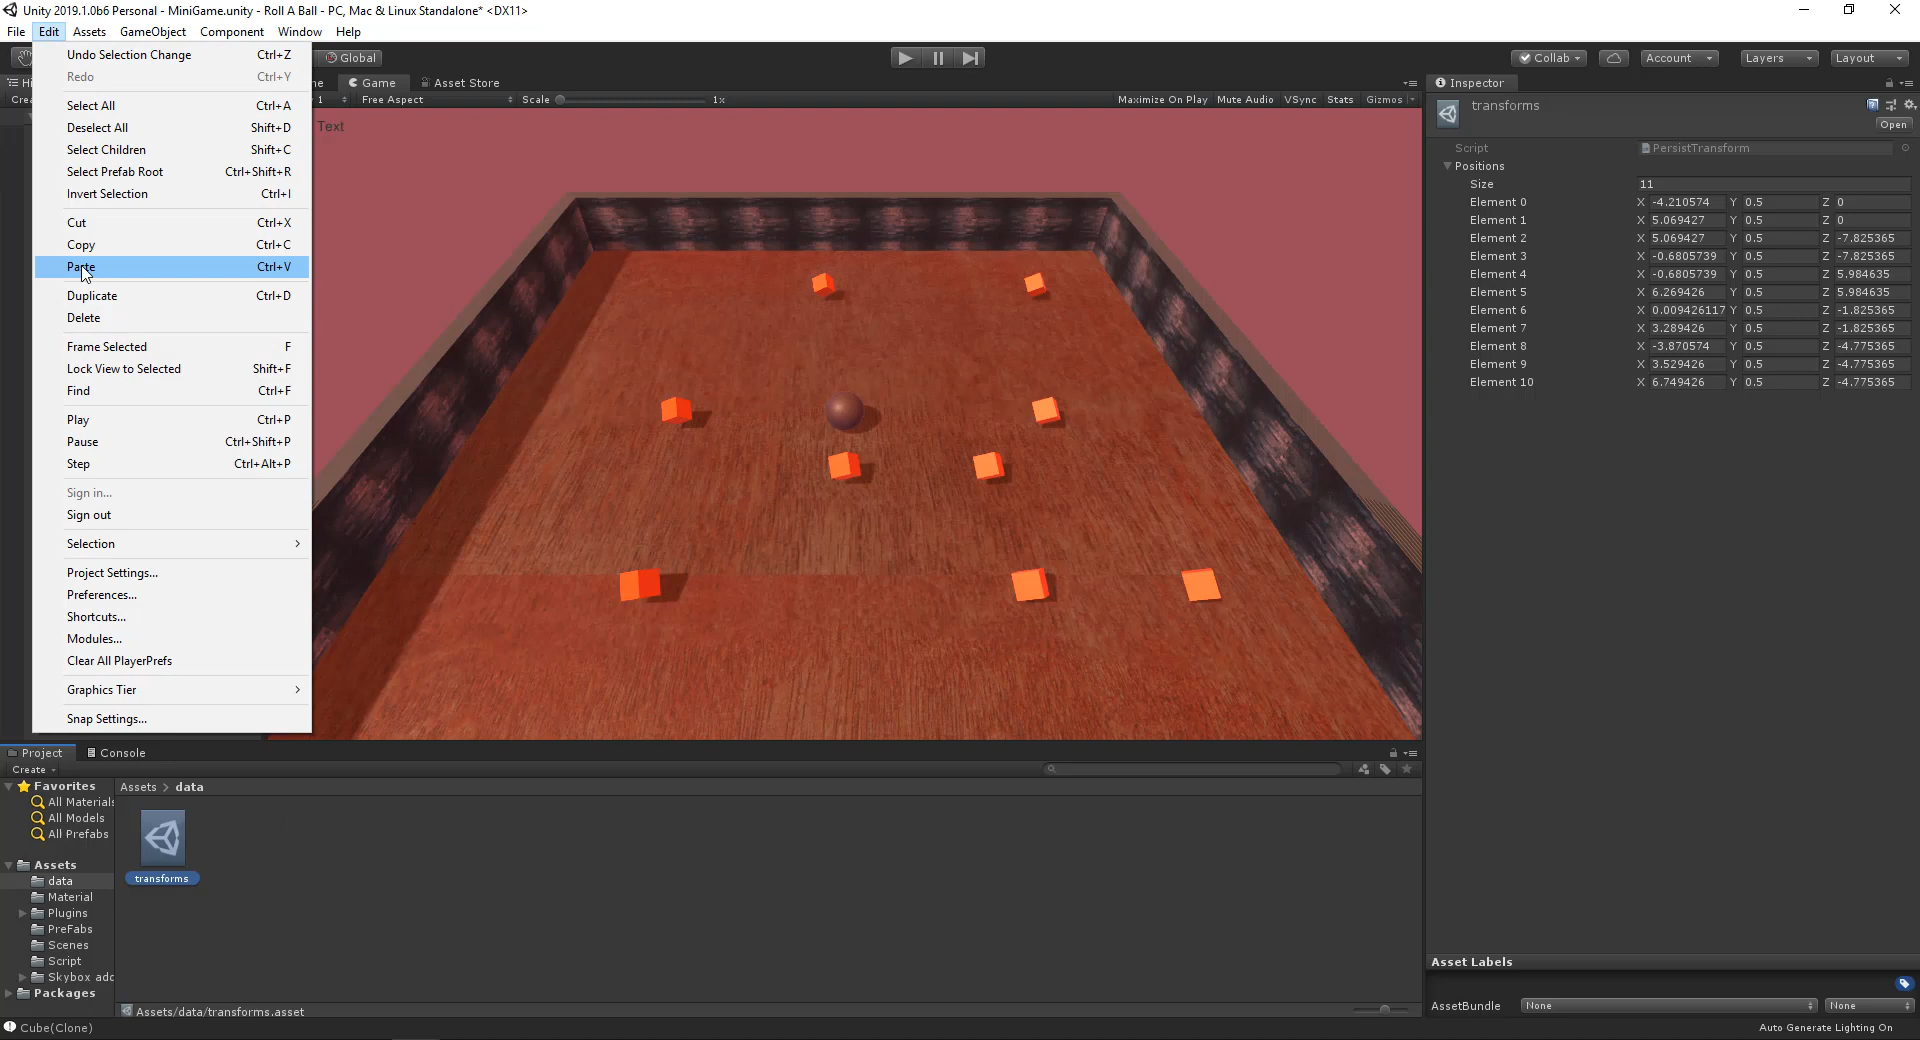 Unity 2019.1.0b6 Personal - MiniGame.unity - Roll A Ball - PC, Mac & Linux Standalone* <DX11>
File Edit Assets GameObject Component Window Help
Global
Collab Account Layers Layout
Undo Selection Change Ctrl+Z
Redo Ctrl+Y
Select All Ctrl+A
Deselect All Shift+D
Select Children Shift+C
Select Prefab Root Ctrl+Shift+R
Invert Selection Ctrl+I
Cut Ctrl+X
Copy Ctrl+C
Paste Ctrl+V
Duplicate Ctrl+D
Delete
Frame Selected F
Lock View to Selected Shift+F
Find Ctrl+F
Play Ctrl+P
Pause Ctrl+Shift+P
Step Ctrl+Alt+P
Sign in...
Sign out
Selection
Project Settings...
Preferences...
Shortcuts...
Modules...
Clear All PlayerPrefs
Graphics Tier
Snap Settings...
Game Asset Store
1 Free Aspect Scale 1x Maximize On Play Mute Audio VSync Stats Gizmos
Text
Inspector
transforms
Open
Script PersistTransform
Positions
Size 11
Element 0 X -4.210574 Y 0.5 Z 0
Element 1 X 5.069427 Y 0.5 Z 0
Element 2 X 5.069427 Y 0.5 Z -7.825365
Element 3 X -0.6805739 Y 0.5 Z -7.825365
Element 4 X -0.6805739 Y 0.5 Z 5.984635
Element 5 X 6.269426 Y 0.5 Z 5.984635
Element 6 X 0.009426117 Y 0.5 Z -1.825365
Element 7 X 3.289426 Y 0.5 Z -1.825365
Element 8 X -3.870574 Y 0.5 Z -4.775365
Element 9 X 3.529426 Y 0.5 Z -4.775365
Element 10 X 6.749426 Y 0.5 Z -4.775365
Asset Labels
AssetBundle None None
Project Console
Create
Favorites
All Materials
All Models
All Prefabs
Assets
data
Material
Plugins
PreFabs
Scenes
Script
Skybox add
Packages
Assets > data
transforms
Assets/data/transforms.asset
Cube(Clone)
Auto Generate Lighting On